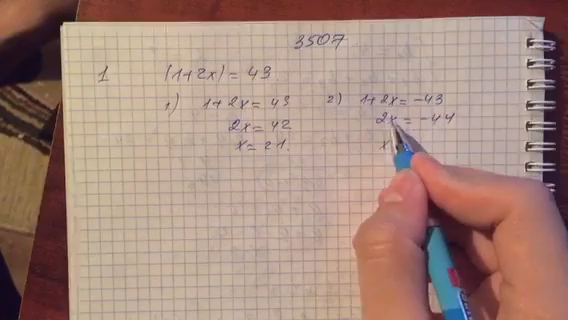 3507
1 (1+2x) = 43
1) 1+2x = 43 2) 1+2x = -43
2x = 42 2x = -44
x = 21. x